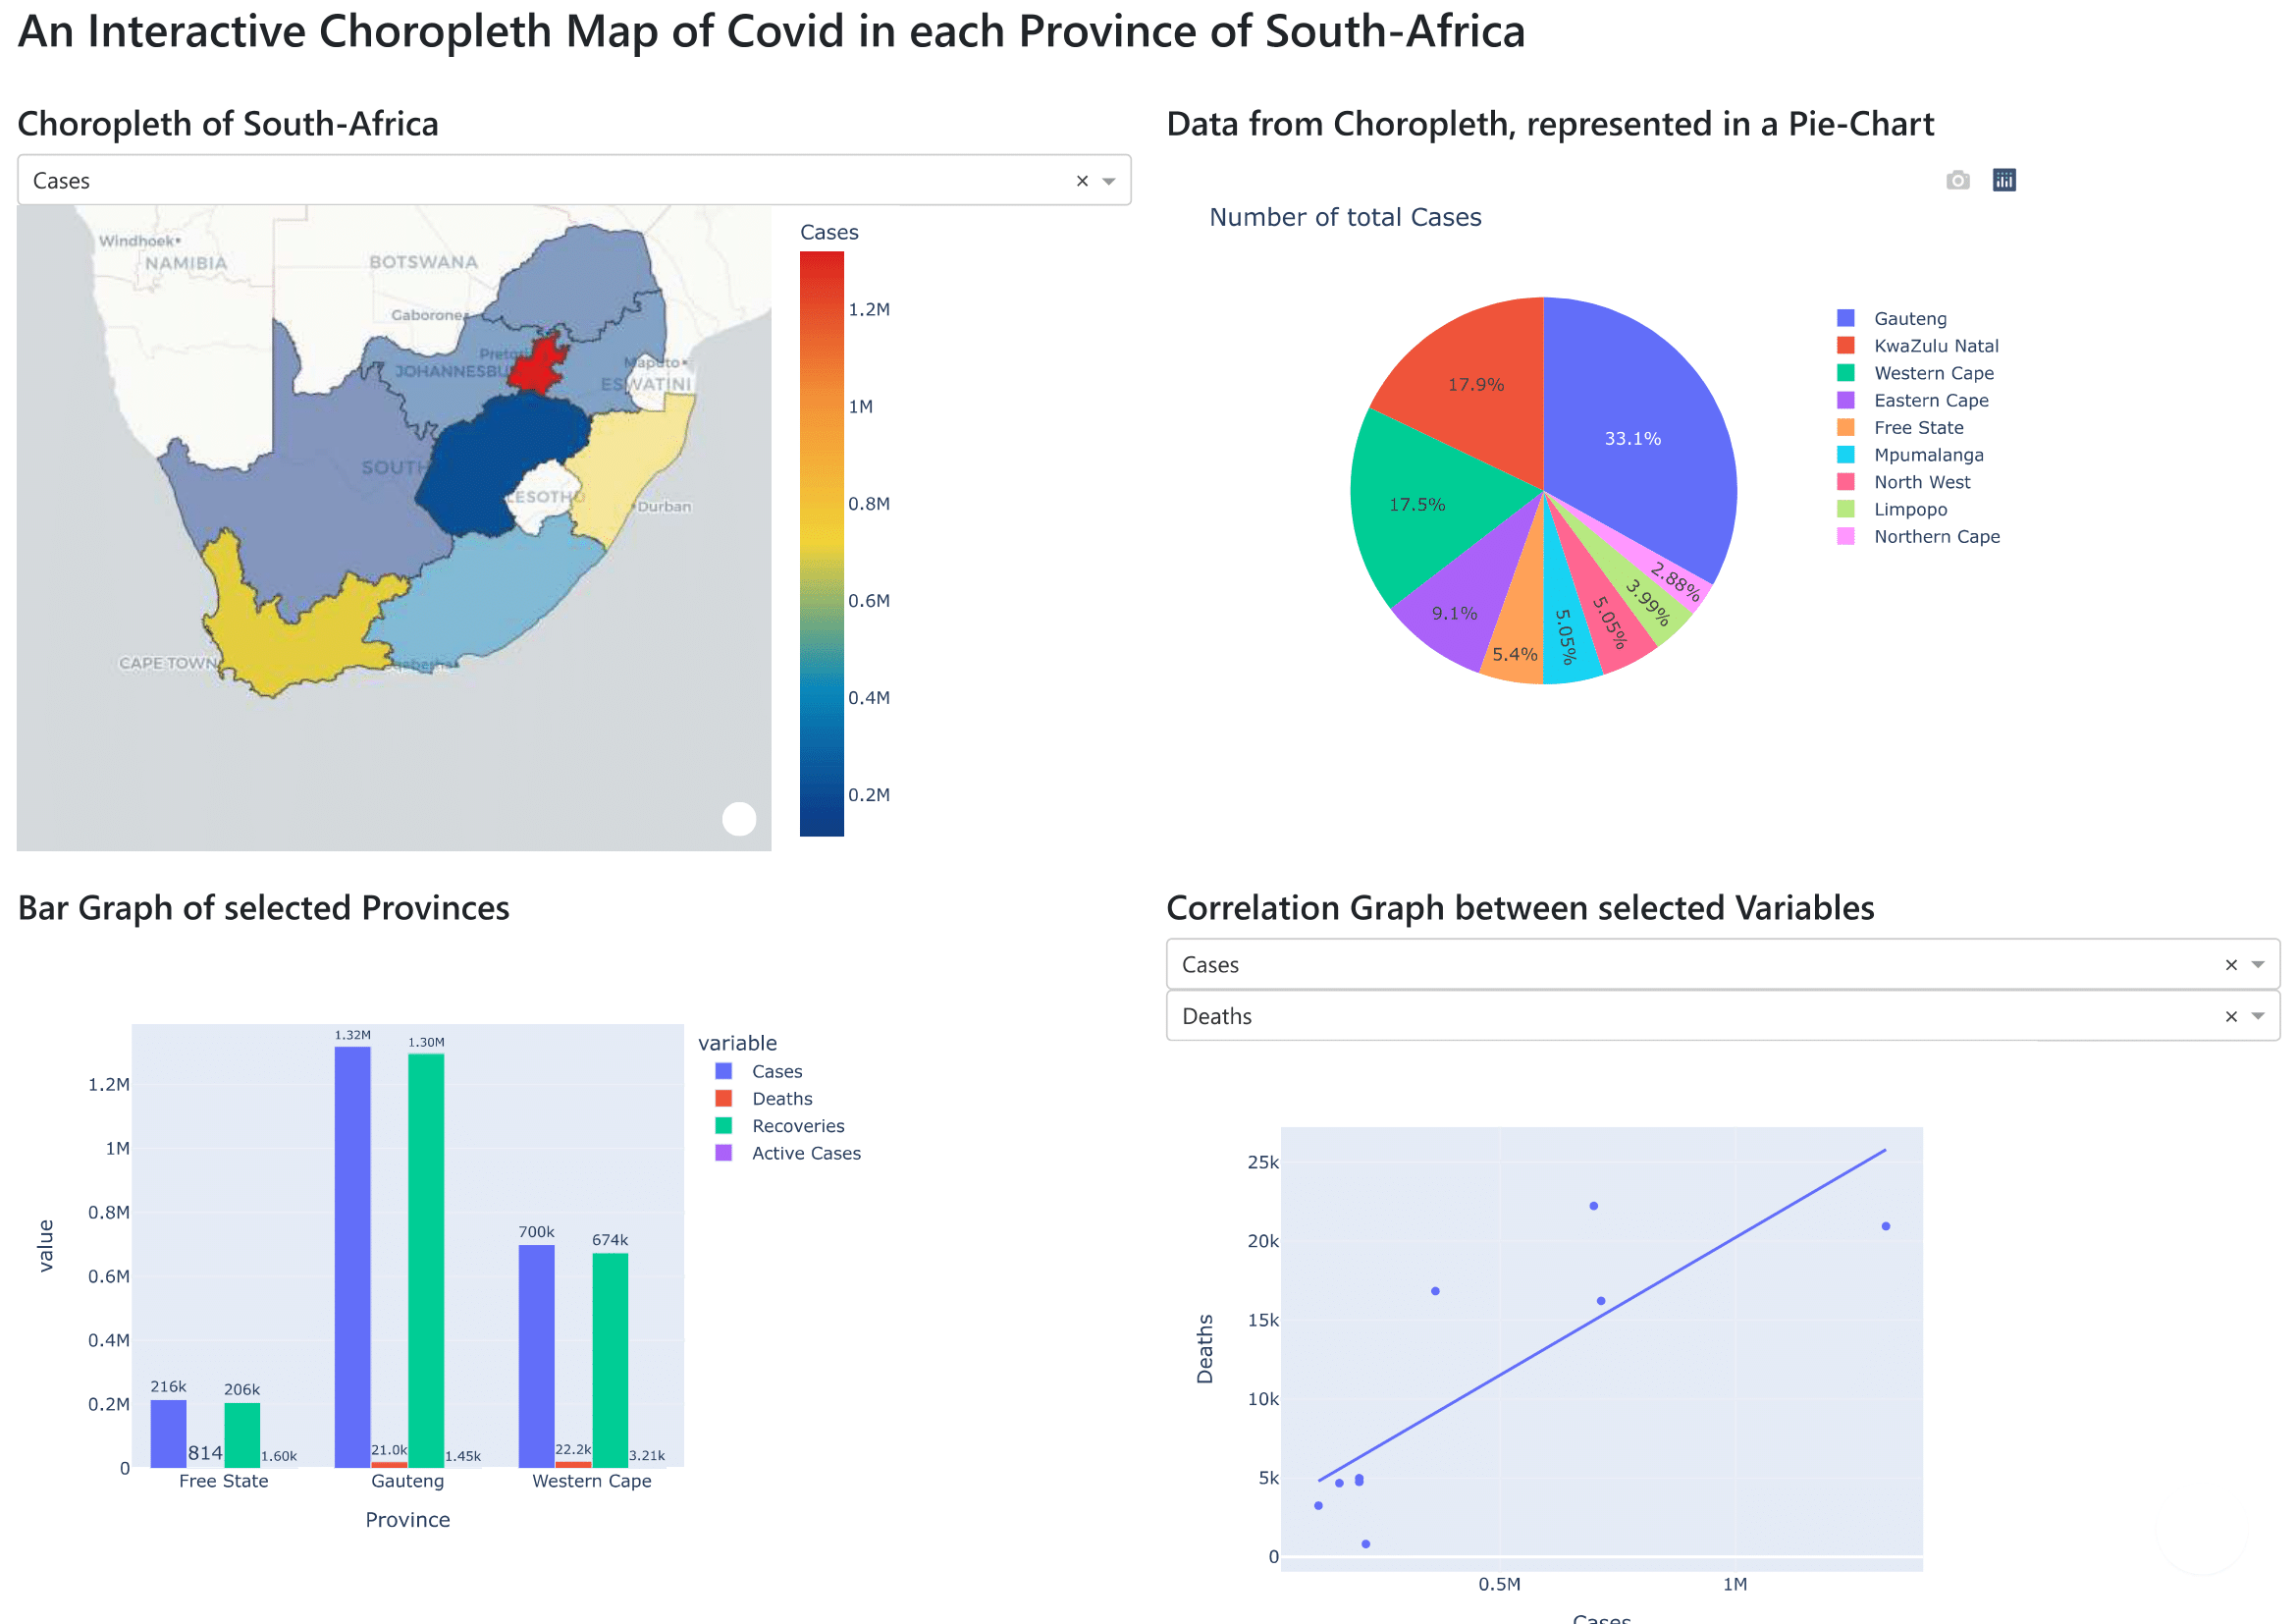 An Interactive Choropleth Map of Covid in each Province of South-Africa
Choropleth of South-Africa
Cases
Windhoek
NAMIBIA
BOTSWANA
Gaborone
JOHANNESBU
Maputo
ESWATINI
SOUTH
LESOTHO
Durban
CAPE TOWN
Cases
1.2M
1M
0.8M
0.6M
0.4M
0.2M
Data from Choropleth, represented in a Pie-Chart
Number of total Cases
17.9%
33.1%
17.5%
9.1%
5.4%
5.05%
5.05%
3.99%
2.88%
Gauteng
KwaZulu Natal
Western Cape
Eastern Cape
Free State
Mpumalanga
North West
Limpopo
Northern Cape
Bar Graph of selected Provinces
value
1.2M
1M
0.8M
0.6M
0.4M
0.2M
0
216k
814
206k
1.60k
1.32M
21.0k
1.30M
1.45k
700k
22.2k
674k
3.21k
Free State
Gauteng
Western Cape
Province
variable
Cases
Deaths
Recoveries
Active Cases
Correlation Graph between selected Variables
Cases
Deaths
Deaths
25k
20k
15k
10k
5k
0
0.5M
1M
Cases